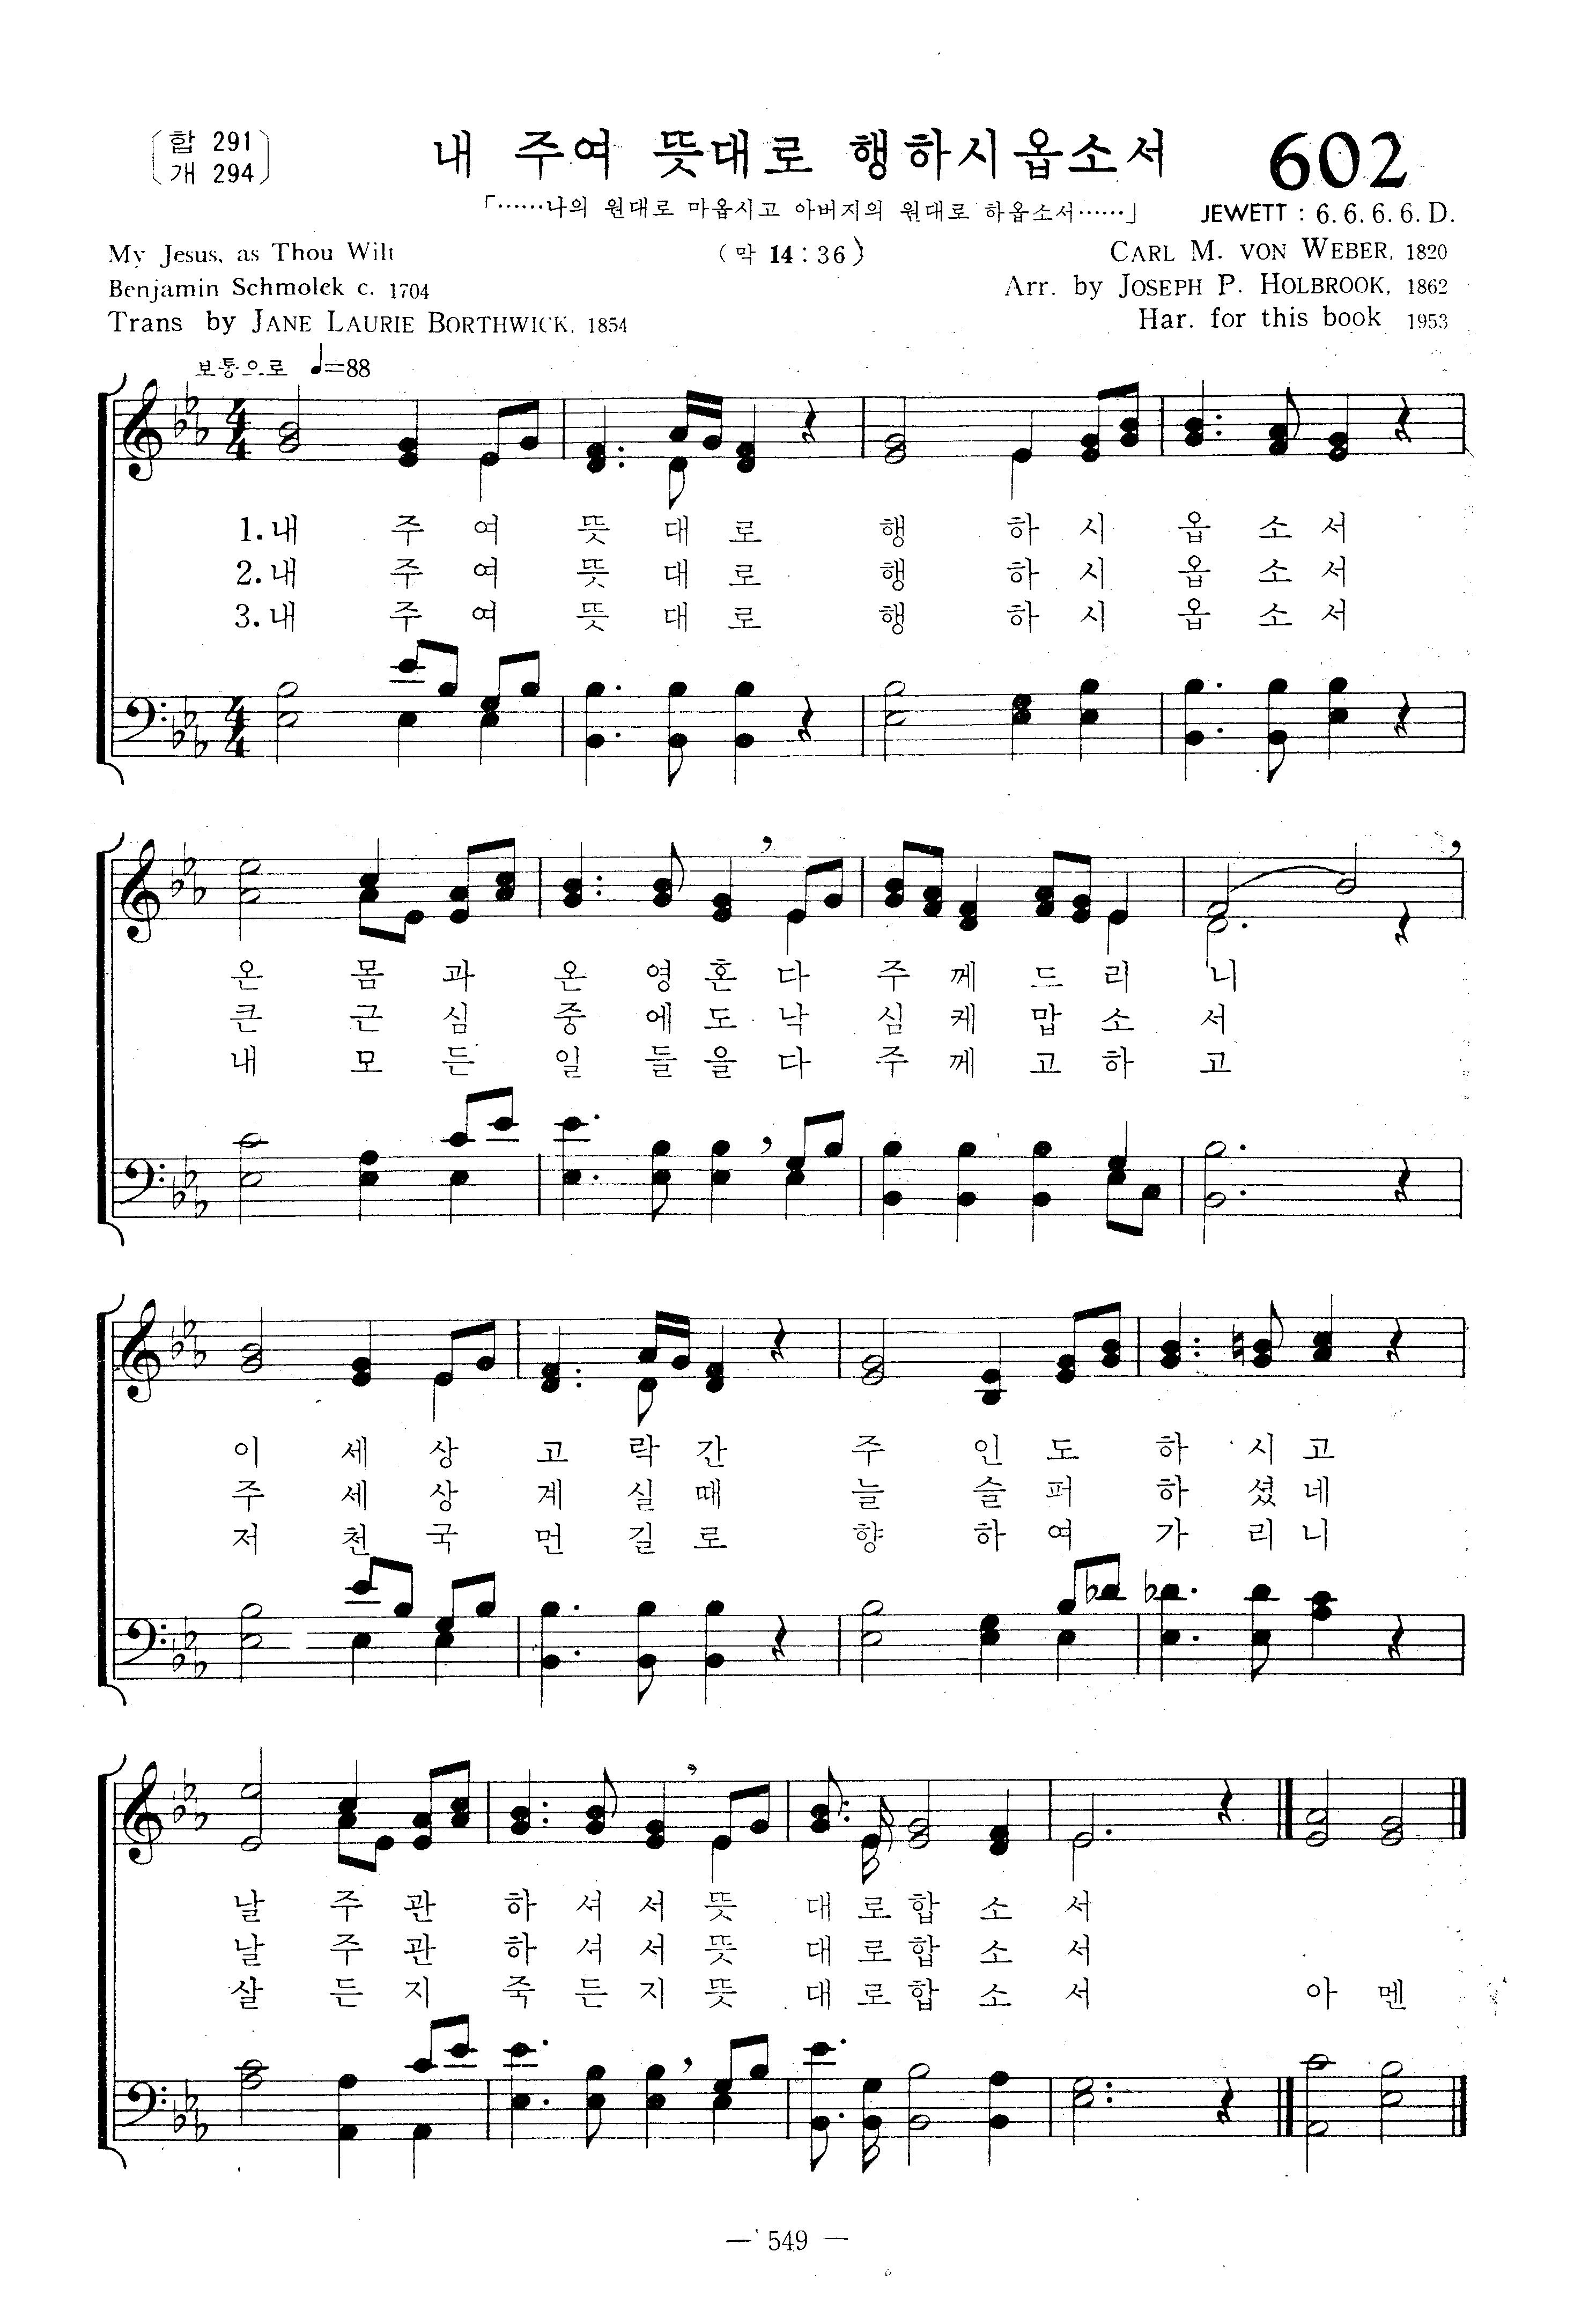 합 291
개 294
내 주여 뜻대로 행하시옵소서
602
「……나의 원대로 마옵시고 아버지의 원대로 하옵소서……」
JEWETT : 6. 6. 6. 6. D.
My Jesus, as Thou Wilt
(막 14 : 36)
CARL M. VON WEBER, 1820
Benjamin Schmolck c. 1704
Arr. by JOSEPH P. HOLBROOK, 1862
Trans by JANE LAURIE BORTHWICK, 1854
Har. for this book 1953
보통으로 ♩=88
1.내 주 여 뜻 대 로 행 하 시 옵 소 서
2.내 주 여 뜻 대 로 행 하 시 옵 소 서
3.내 주 여 뜻 대 로 행 하 시 옵 소 서
온 몸 과 온 영 혼 다 주 께 드 리 니
큰 근 심 중 에 도 낙 심 케 맙 소 서
내 모 든 일 들 을 다 주 께 고 하 고
이 세 상 고 락 간 주 인 도 하 시 고
주 세 상 계 실 때 늘 슬 퍼 하 셨 네
저 천 국 먼 길 로 향 하 여 가 리 니
날 주 관 하 셔 서 뜻 대 로 합 소 서
날 주 관 하 셔 서 뜻 대 로 합 소 서
살 든 지 죽 든 지 뜻 대 로 합 소 서 아 멘
— 549 —